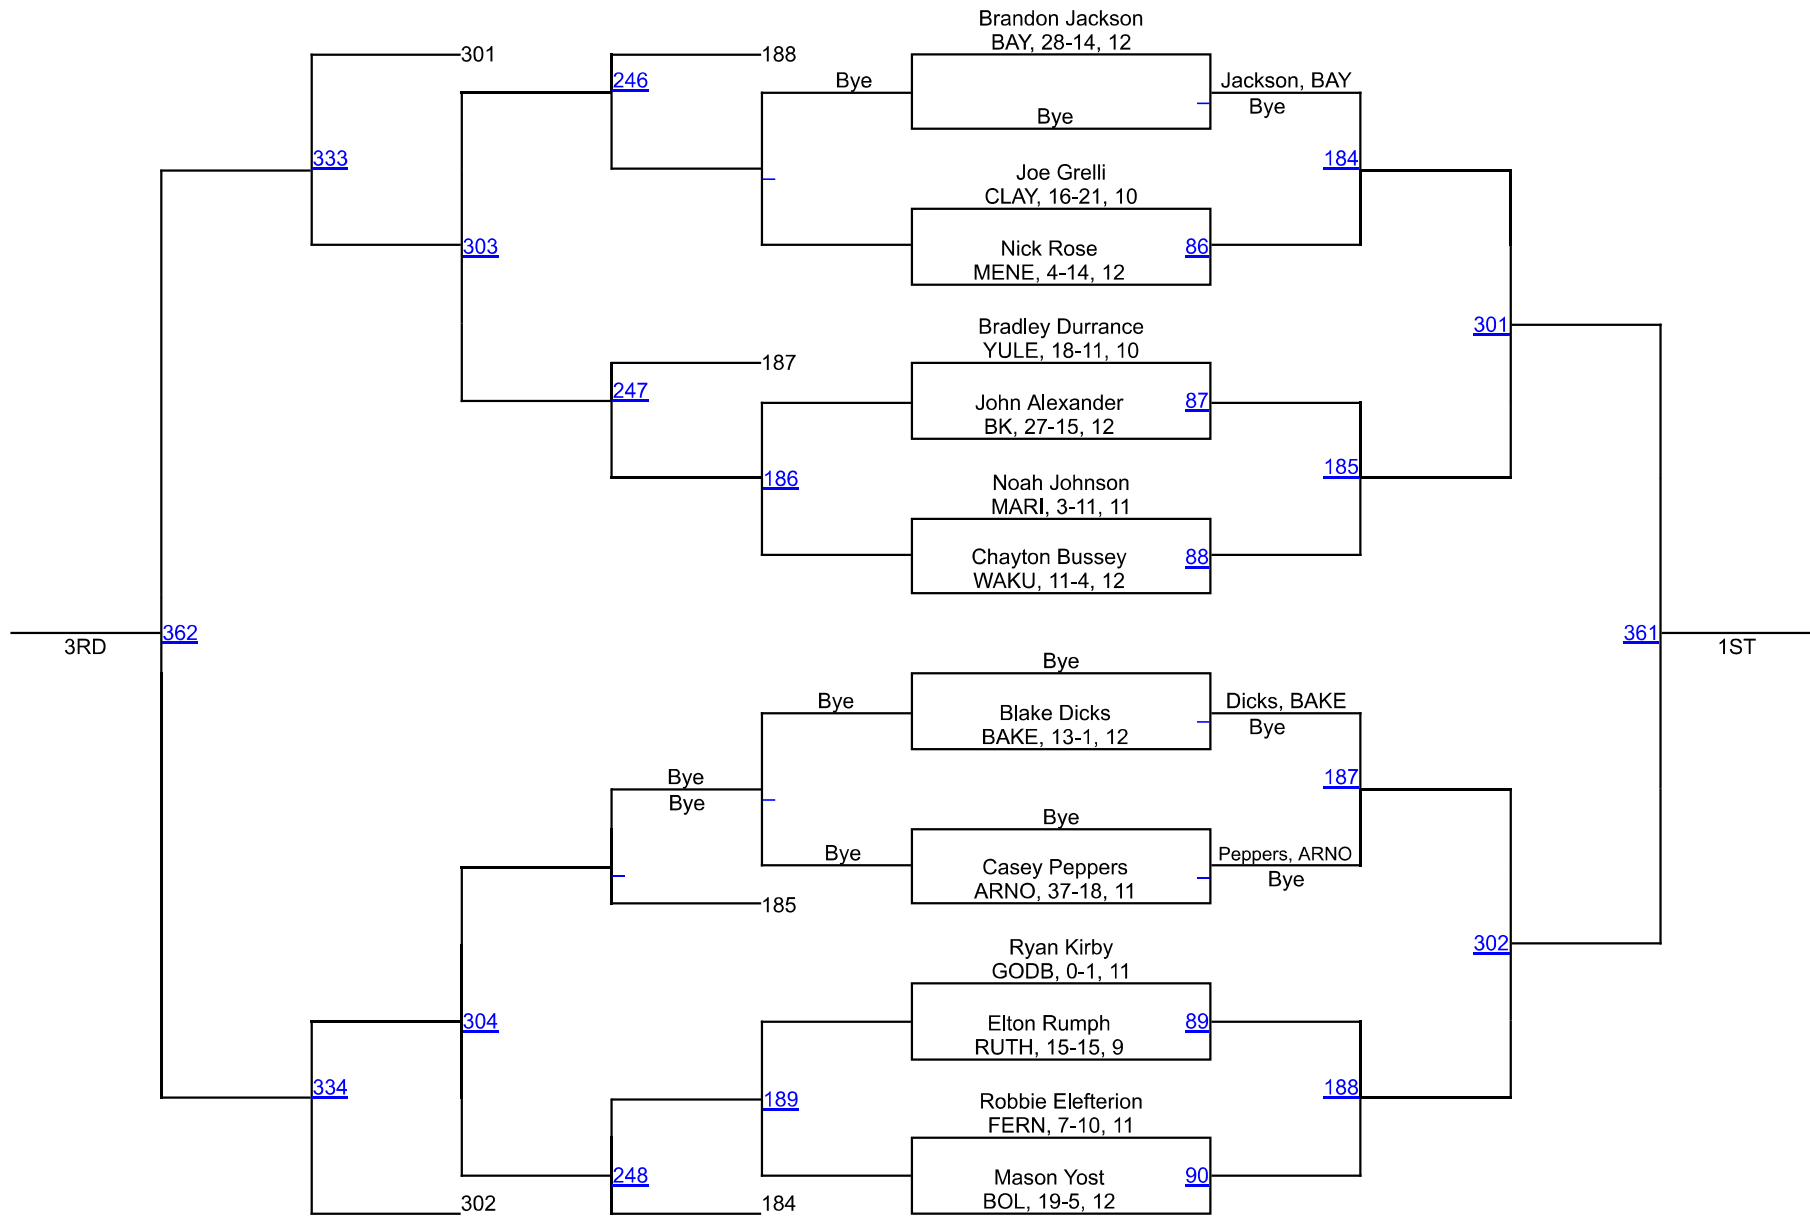 Brandon Jackson
BAY, 28-14, 12
301
188
246
Bye
Jackson, BAY
Bye
Bye
333
184
Joe Grelli
CLAY, 16-21, 10
303
Nick Rose
86
MENE, 4-14, 12
Bradley Durrance
301
YULE, 18-11, 10
187
247
John Alexander
87
BK, 27-15, 12
186
Noah Johnson
185
MARI, 3-11, 11
Chayton Bussey
88
WAKU, 11-4, 12
3RD
362
361
1ST
Bye
Bye
Blake Dicks
Dicks, BAKE
BAKE, 13-1, 12
Bye
Bye
187
Bye
Bye
Bye
Casey Peppers
Peppers, ARNO
ARNO, 37-18, 11
Bye
185
Ryan Kirby
302
GODB, 0-1, 11
304
Elton Rumph
89
RUTH, 15-15, 9
334
189
Robbie Elefterion
188
FERN, 7-10, 11
248
Mason Yost
90
BOL, 19-5, 12
302
184